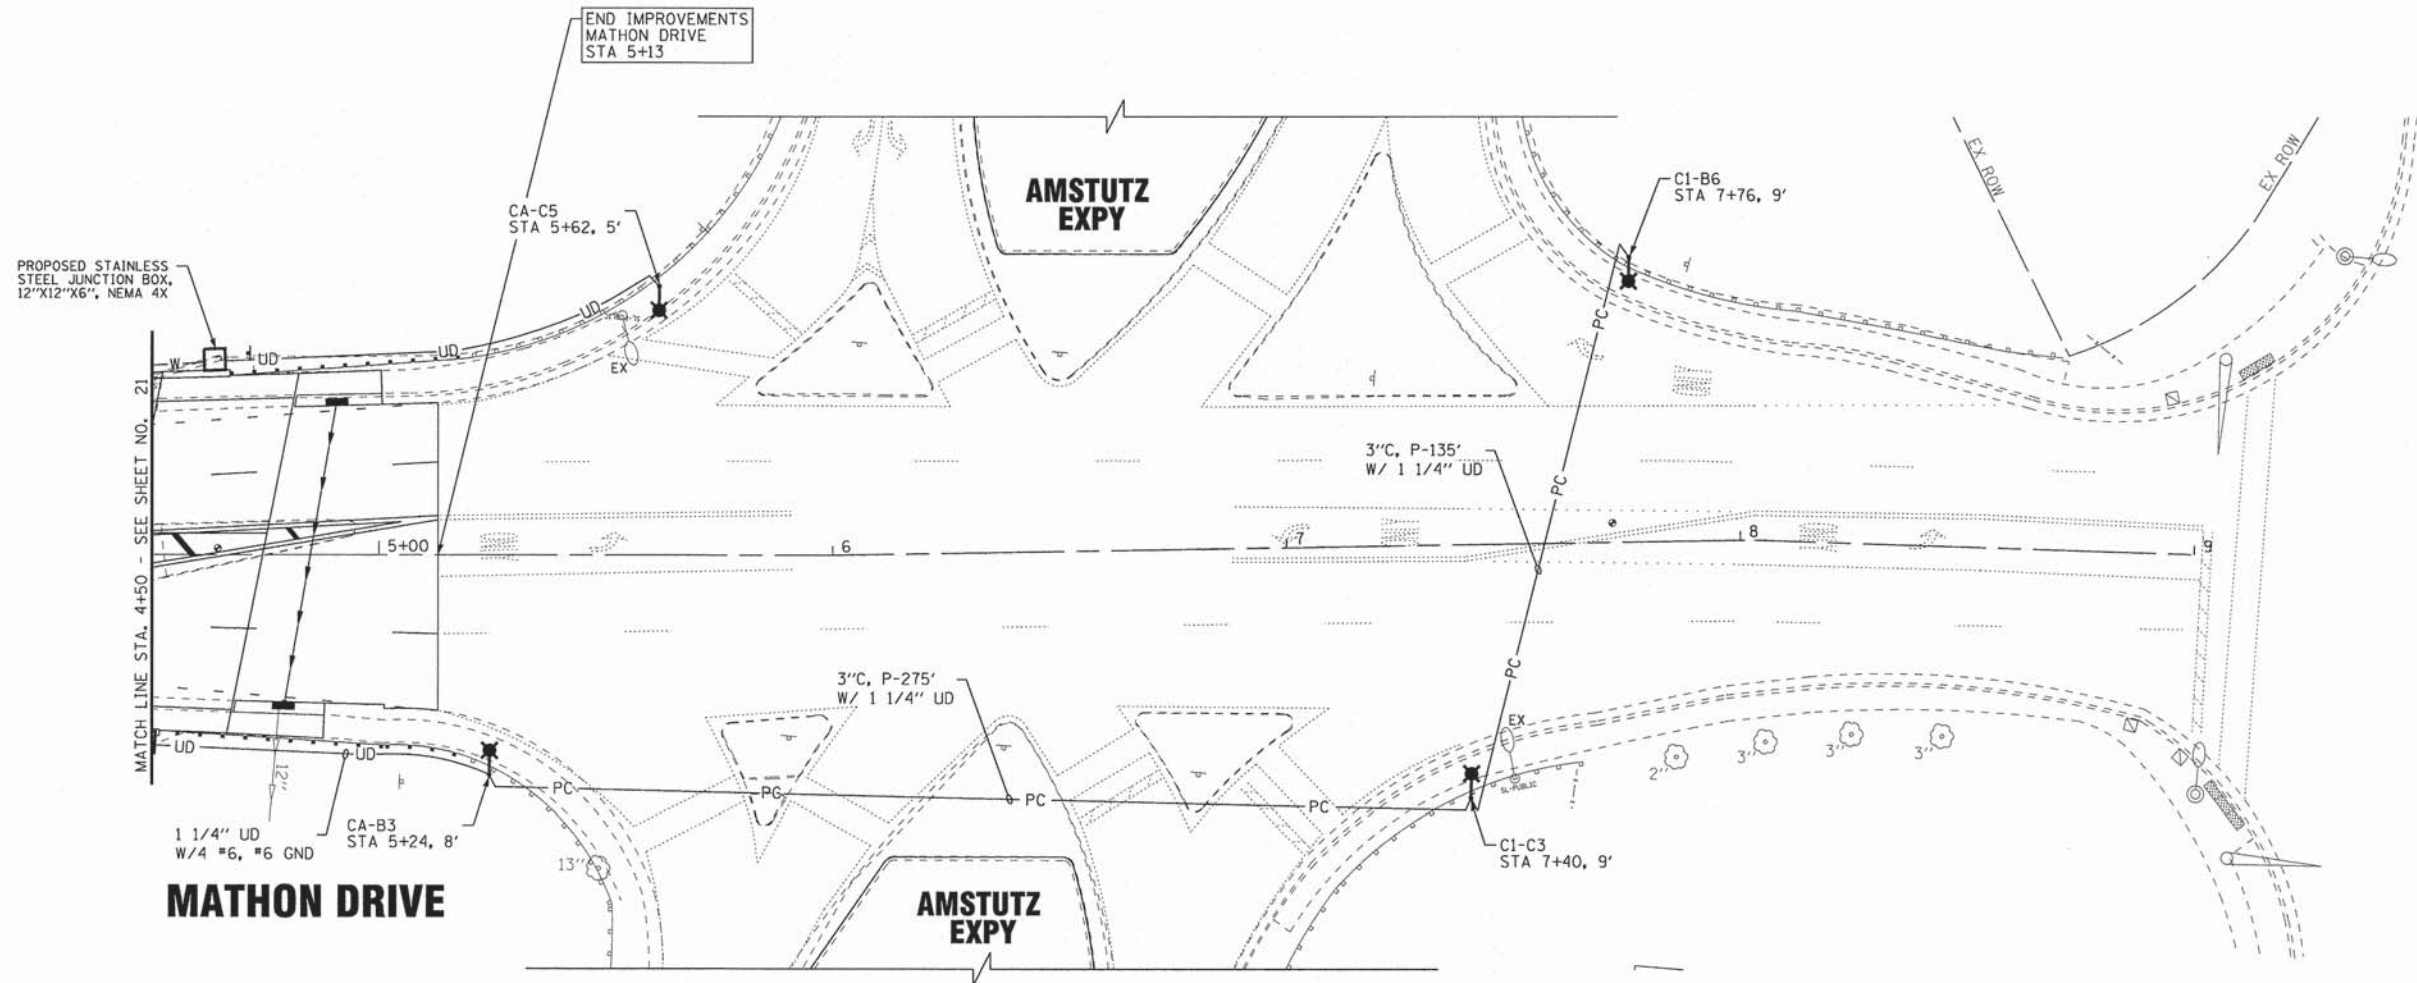 END IMPROVEMENTS
MATHON DRIVE
STA 5+13
AMSTUTZ
EXPY
C1-B6
STA 7+76, 9'
EX ROW
EX ROW
CA-C5
STA 5+62, 5'
PROPOSED STAINLESS
STEEL JUNCTION BOX,
12"X12"X6", NEMA 4X
W
UD
UD
UD
EX
PC
MATCH LINE STA. 4+50 - SEE SHEET NO. 21
3"C, P-135'
W/ 1 1/4" UD
PC
5+00
6
7
8
9
PC
3"C, P-275'
W/ 1 1/4" UD
EX
2"
3"
3"
3"
UD
UD
12"
PC
PC
PC
PC
SL-PUBLIC
1 1/4" UD
W/4 #6, #6 GND
CA-B3
STA 5+24, 8'
13"
C1-C3
STA 7+40, 9'
MATHON DRIVE
AMSTUTZ
EXPY